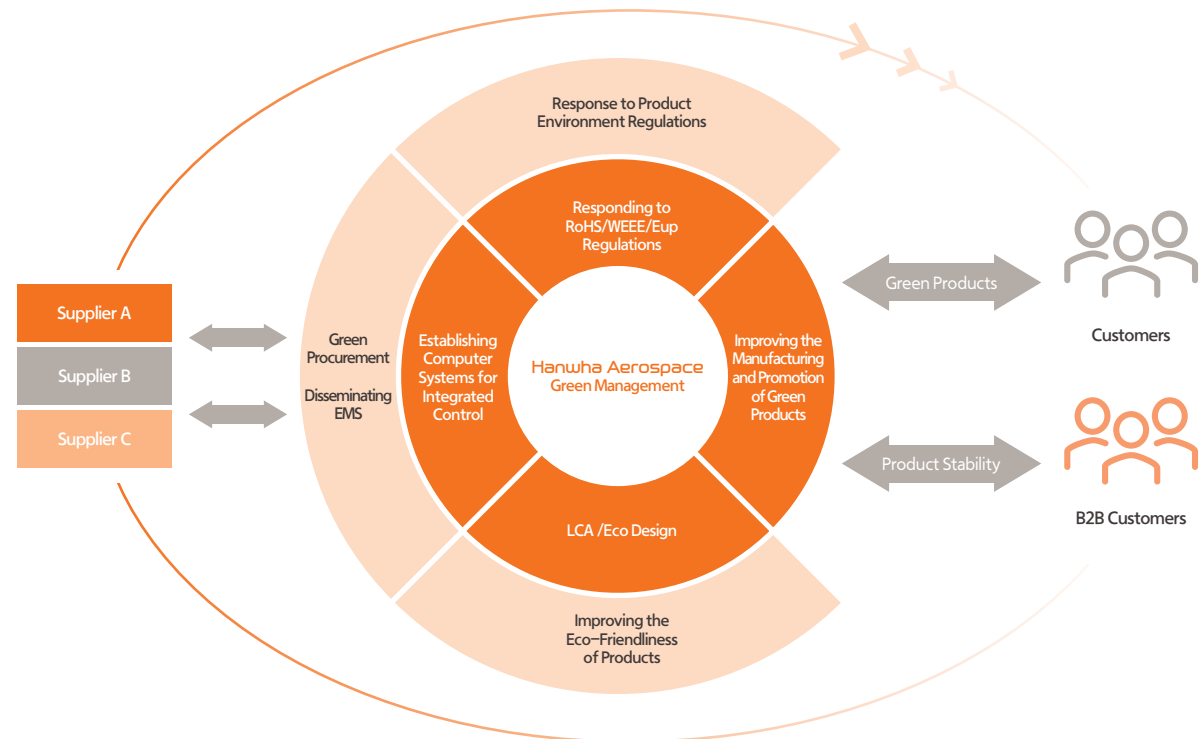 Response to Product
Environment Regulations
Responding to
RoHS/WEEE/Eup
Regulations
Supplier A
Supplier B
Supplier C
Green
Procurement
Disseminating
EMS
Establishing
Computer
Systems for
Integrated
Control
Hanwha Aerospace
Green Management
Improving the
Manufacturing
and Promotion
of Green
Products
Green Products
Customers
Product Stability
B2B Customers
LCA /Eco Design
Improving the
Eco-Friendliness
of Products